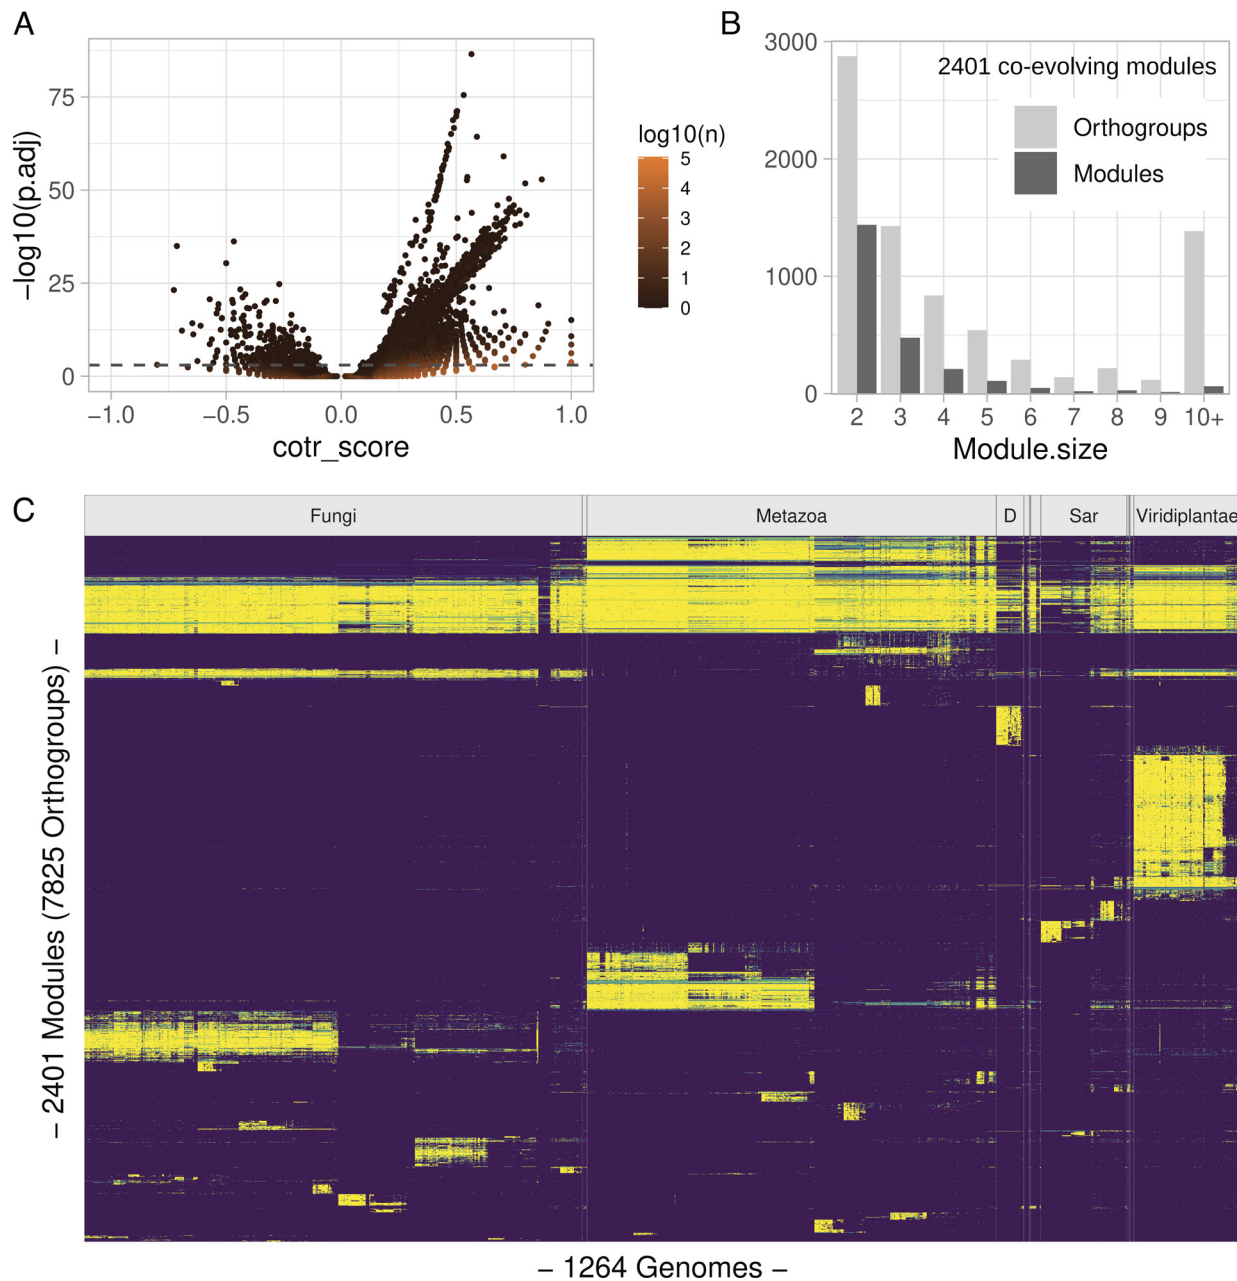 A
−log10(p.adj)
75
50
25
0
−1.0 −0.5 0.0 0.5 1.0
cotr_score
log10(n)
5
4
3
2
1
0
B
3000
2000
1000
0
2401 co-evolving modules
Orthogroups
Modules
2 3 4 5 6 7 8 9 10+
Module.size
C
Fungi Metazoa D Sar Viridiplantae
− 2401 Modules (7825 Orthogroups) −
− 1264 Genomes −